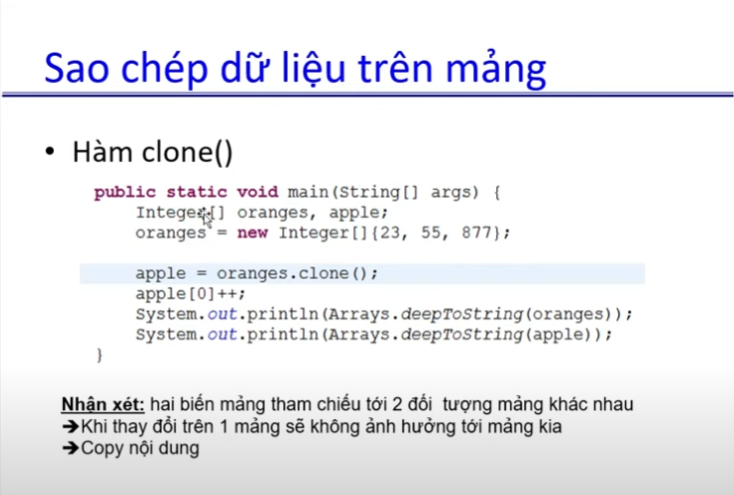 Sao chép dữ liệu trên mảng
• Hàm clone()
public static void main(String[] args) {
Integer[] oranges, apple;
oranges = new Integer[]{23, 55, 877};
apple = oranges.clone();
apple[0]++;
System.out.println(Arrays.deepToString(oranges));
System.out.println(Arrays.deepToString(apple));
}
Nhận xét: hai biến mảng tham chiếu tới 2 đối tượng mảng khác nhau
➔Khi thay đổi trên 1 mảng sẽ không ảnh hưởng tới mảng kia
➔Copy nội dung